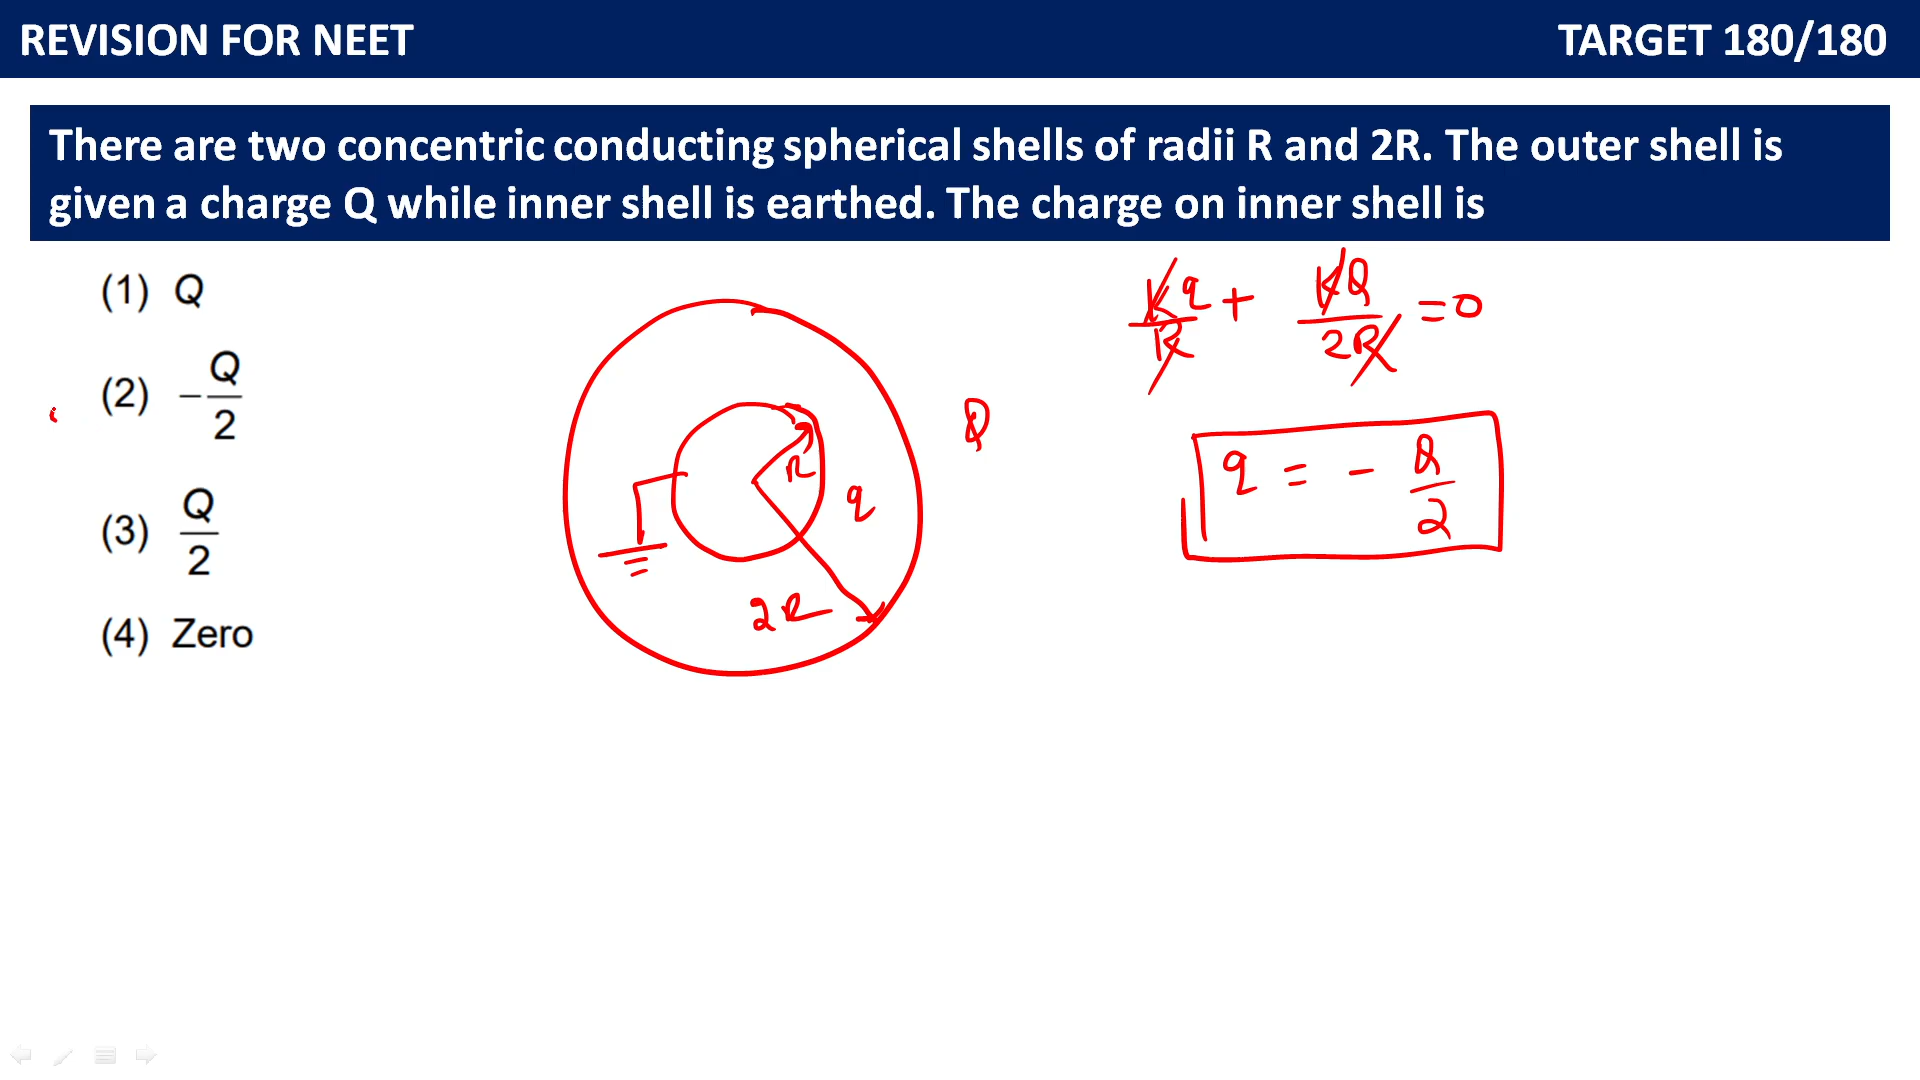 REVISION FOR NEET
TARGET 180/180
There are two concentric conducting spherical shells of radii R and 2R. The outer shell is
given a charge Q while inner shell is earthed. The charge on inner shell is
(1) Q
(2) -Q/2
(3) Q/2
(4) Zero
Kq/R + KQ/2R = 0
Q
R
q
q = - Q/2
2R